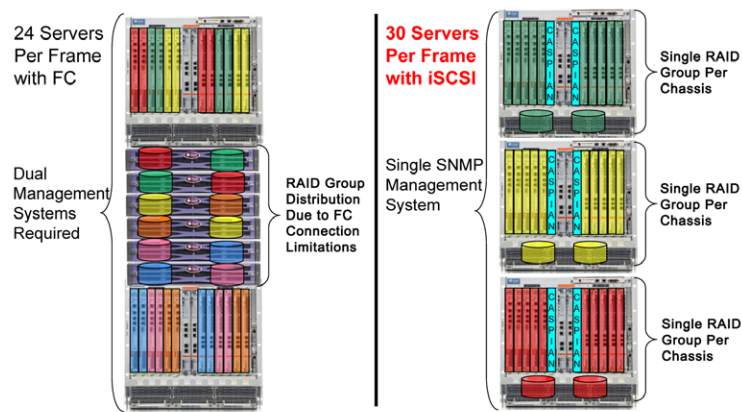 24 Servers
Per Frame
with FC
Dual
Management
Systems
Required
RAID Group
Distribution
Due to FC
Connection
Limitations
30 Servers
Per Frame
with iSCSI
Single SNMP
Management
System
CASPIAN
CASPIAN
Single RAID
Group Per
Chassis
CASPIAN
CASPIAN
Single RAID
Group Per
Chassis
CASPIAN
CASPIAN
Single RAID
Group Per
Chassis